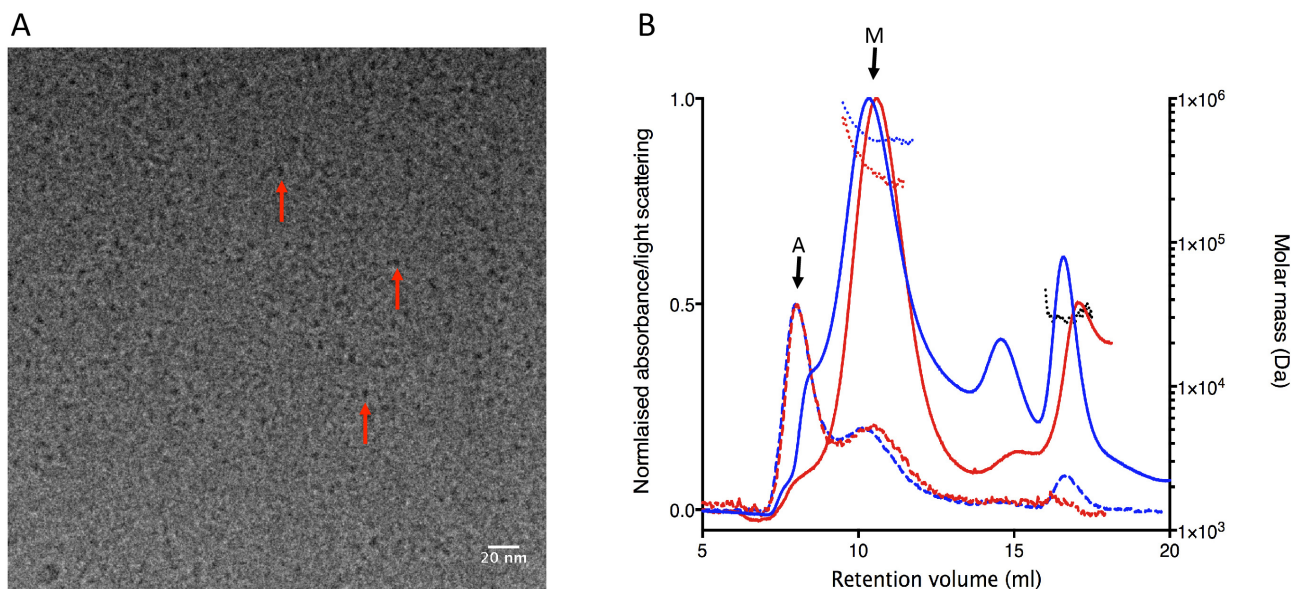 A
20 nm
B
M
A
1.0
0.5
0.0
5
10
15
20
1×10⁶
1×10⁵
1×10⁴
1×10³
Nomlaised absorbance/light scattering
Molar mass (Da)
Retention volume (ml)